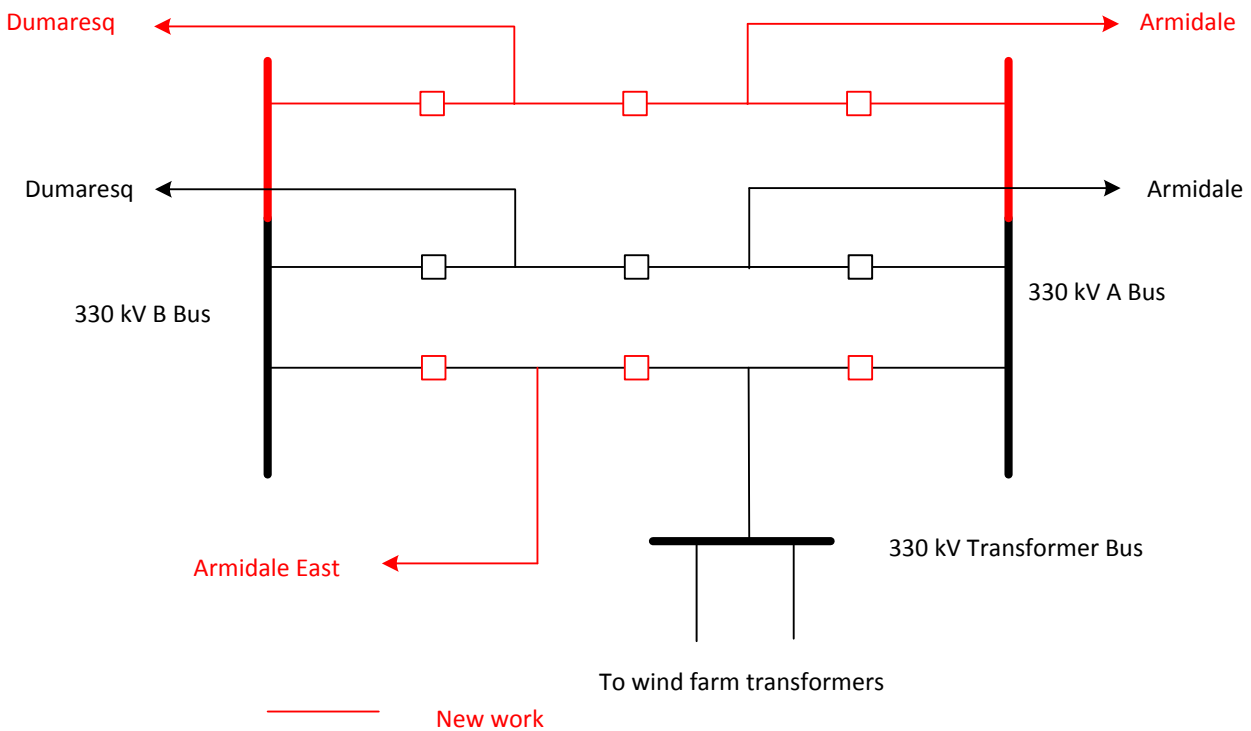 Dumaresq
Armidale
Dumaresq
Armidale
330 kV A Bus
330 kV B Bus
330 kV Transformer Bus
Armidale East
To wind farm transformers
New work